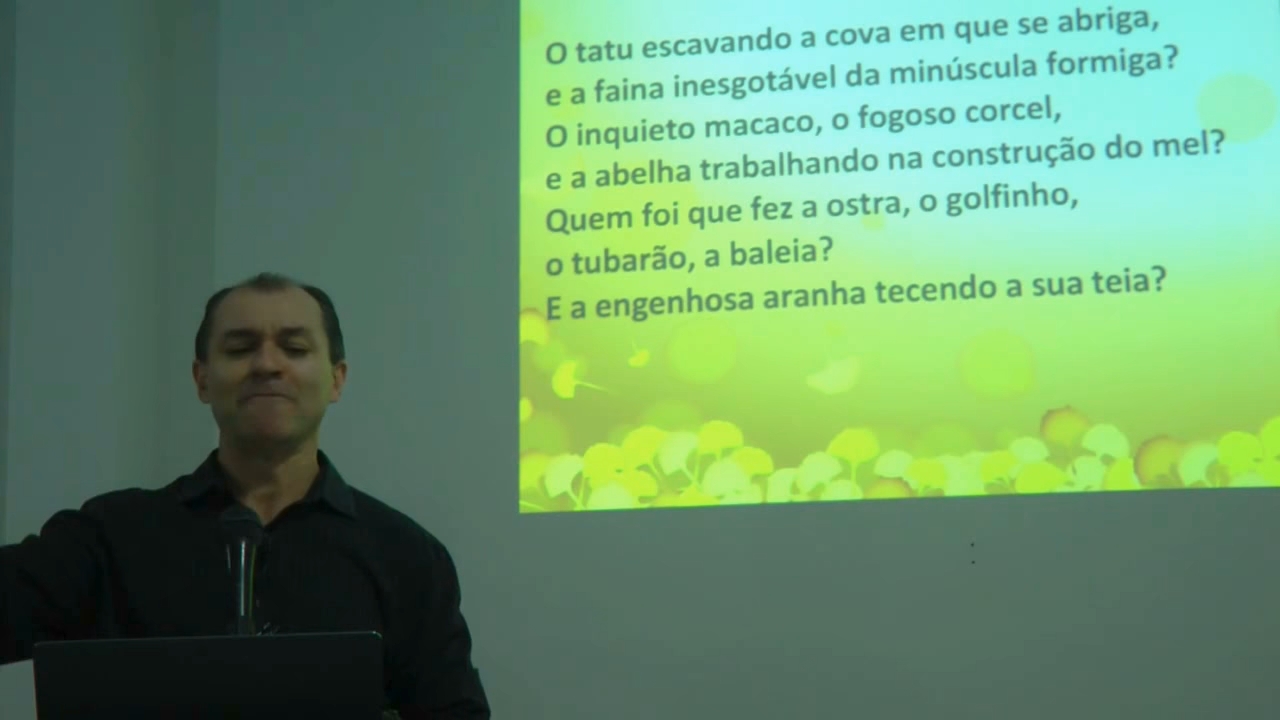 O tatu escavando a cova em que se abriga,
e a faina inesgotável da minúscula formiga?
O inquieto macaco, o fogoso corcel,
e a abelha trabalhando na construção do mel?
Quem foi que fez a ostra, o golfinho,
o tubarão, a baleia?
E a engenhosa aranha tecendo a sua teia?